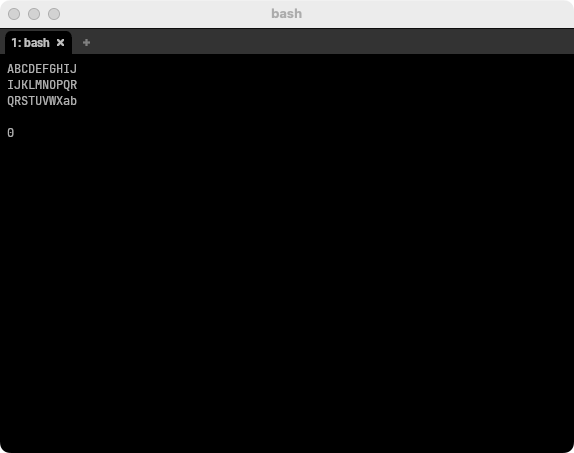 bash
1: bash × +
ABCDEFGHIJ
IJKLMNOPQR
QRSTUVWXab
0